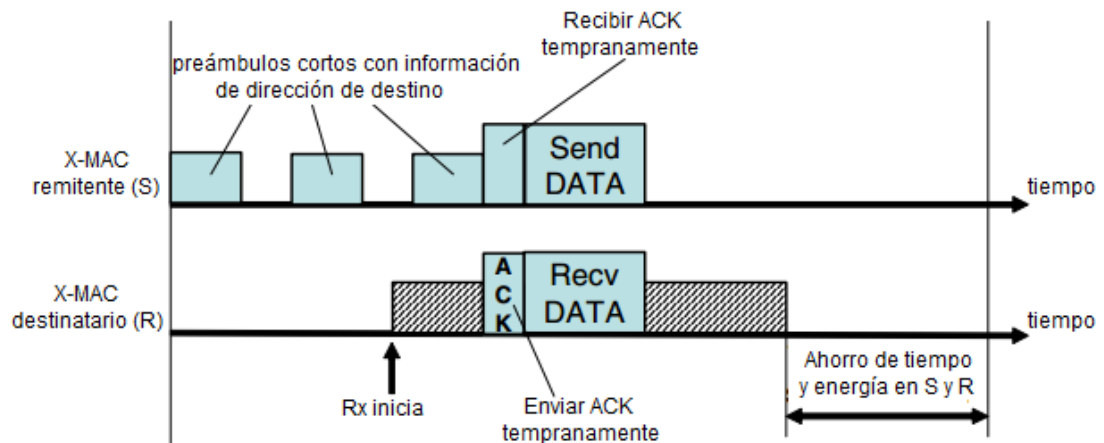 Recibir ACK
tempranamente
preámbulos cortos con información
de dirección de destino
X-MAC
remitente (S)
Send
DATA
tiempo
X-MAC
destinatario (R)
A
C
K
Recv
DATA
tiempo
Rx inicia
Enviar ACK
tempranamente
Ahorro de tiempo
y energía en S y R